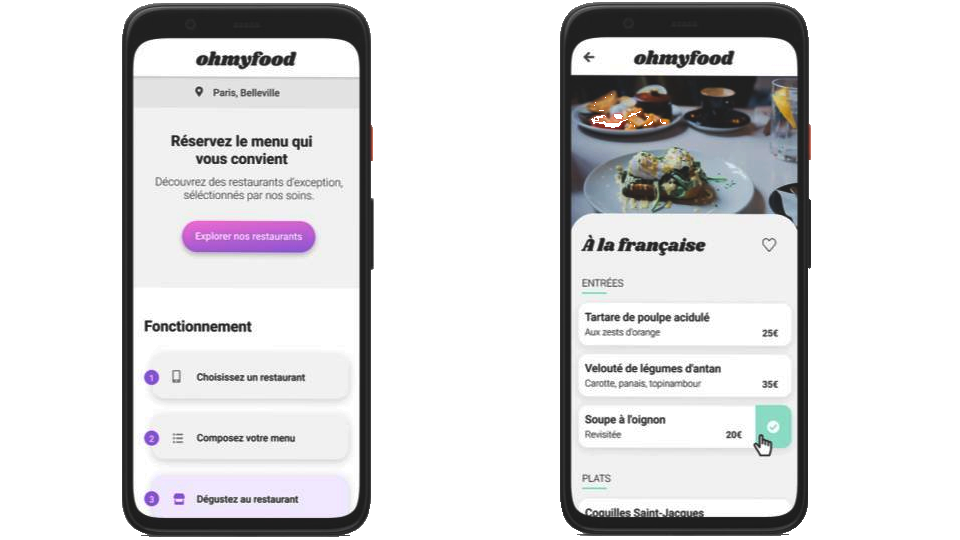 ohmyfood
Paris, Belleville
Réservez le menu qui
vous convient
Découvrez des restaurants d'exception,
séléctionnés par nos soins.
Explorer nos restaurants
Fonctionnement
1 Choisissez un restaurant
2 Composez votre menu
3 Dégustez au restaurant
ohmyfood
À la française
ENTRÉES
Tartare de poulpe acidulé
Aux zests d'orange 25€
Velouté de légumes d'antan
Carotte, panais, topinambour 35€
Soupe à l'oignon
Revisitée 20€
PLATS
Coquilles Saint-Jacques